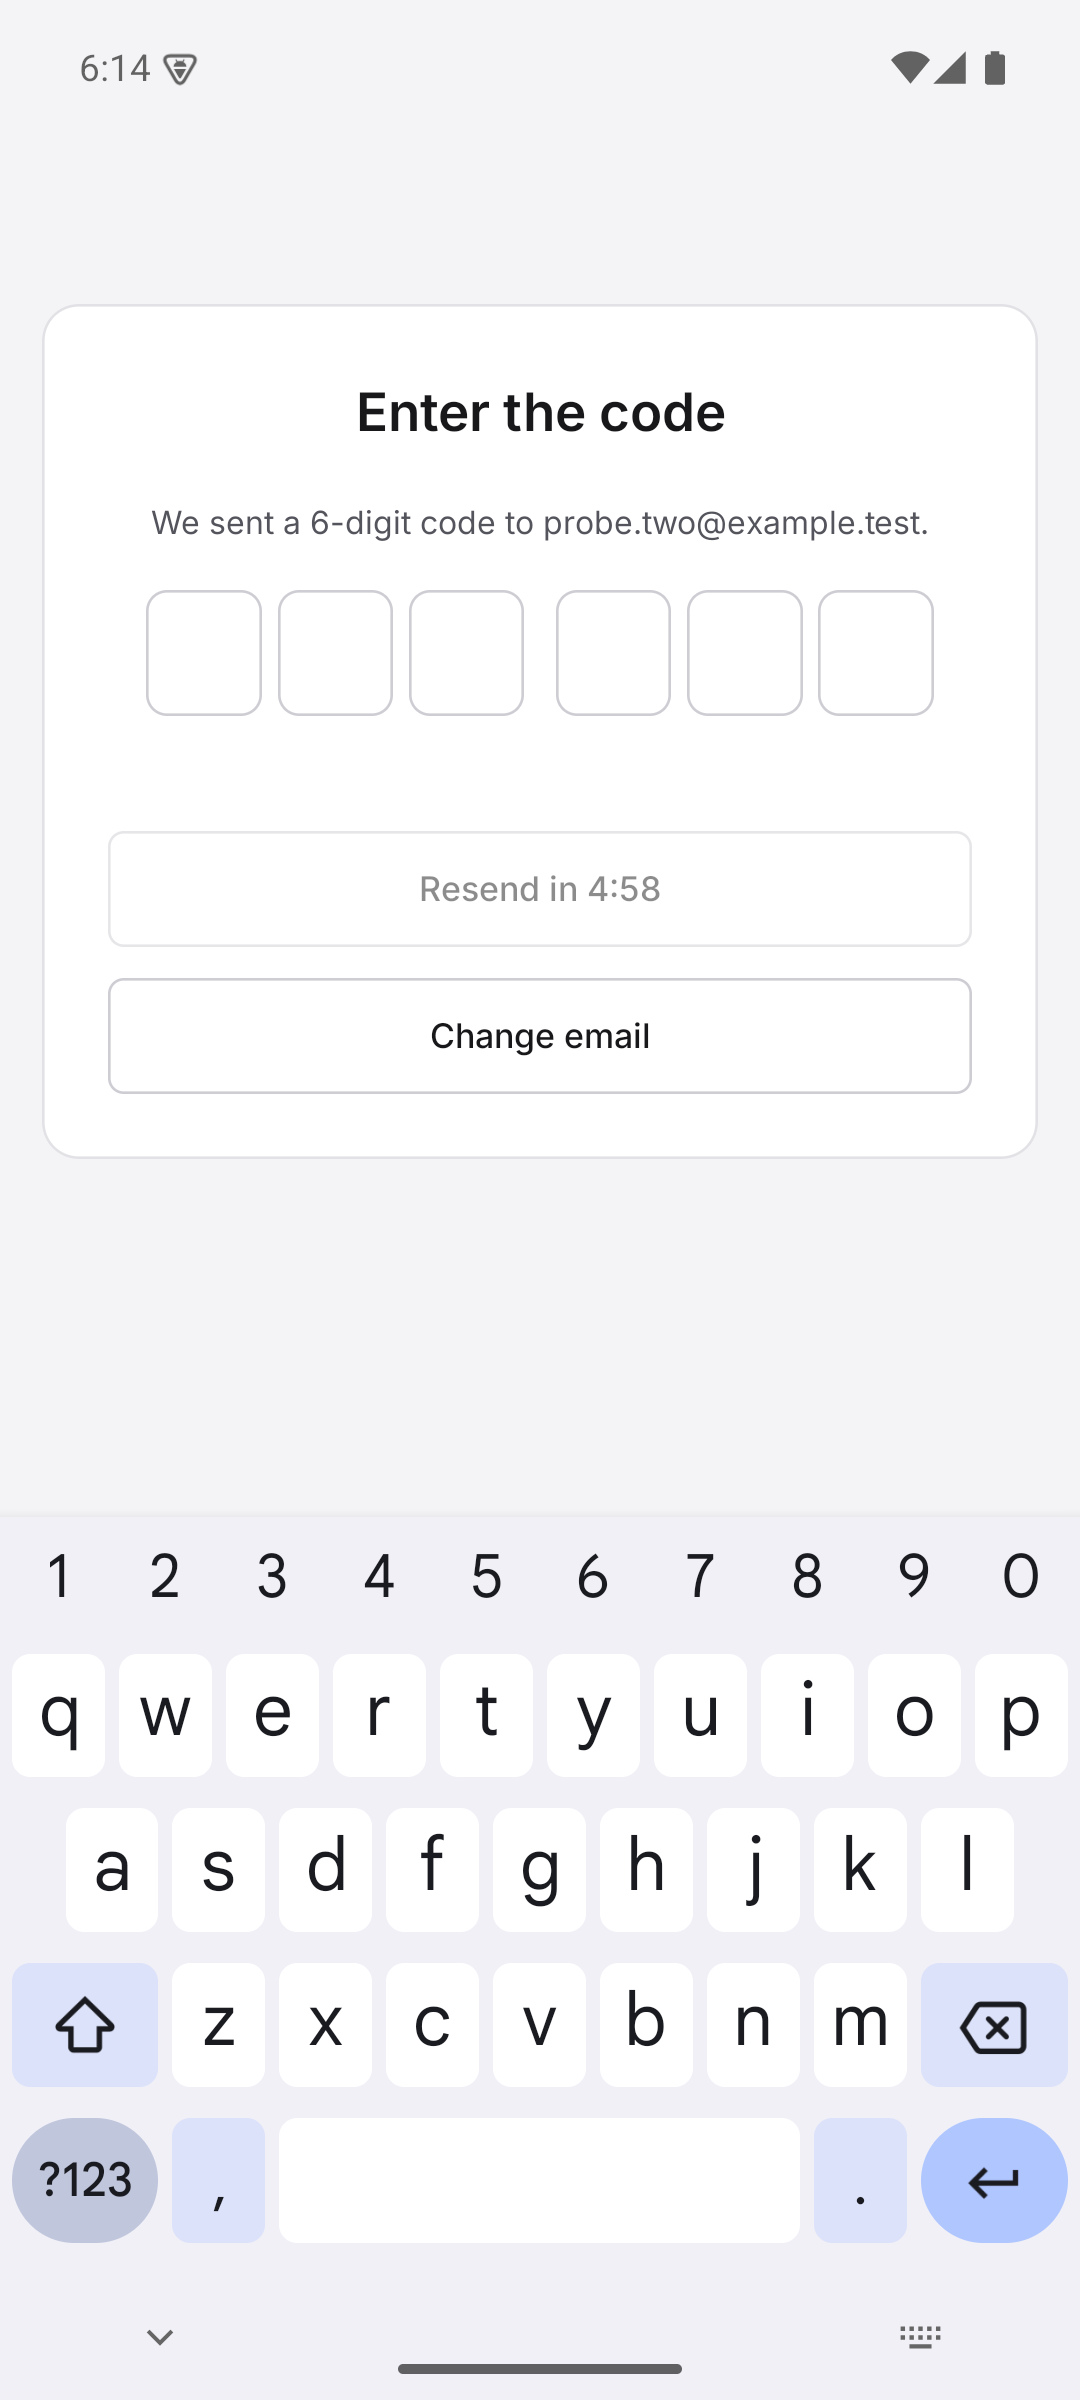 6:14
Enter the code
We sent a 6-digit code to probe.two@example.test.
Resend in 4:58
Change email
1 2 3 4 5 6 7 8 9 0
q w e r t y u i o p
a s d f g h j k l
z x c v b n m
?123 , .